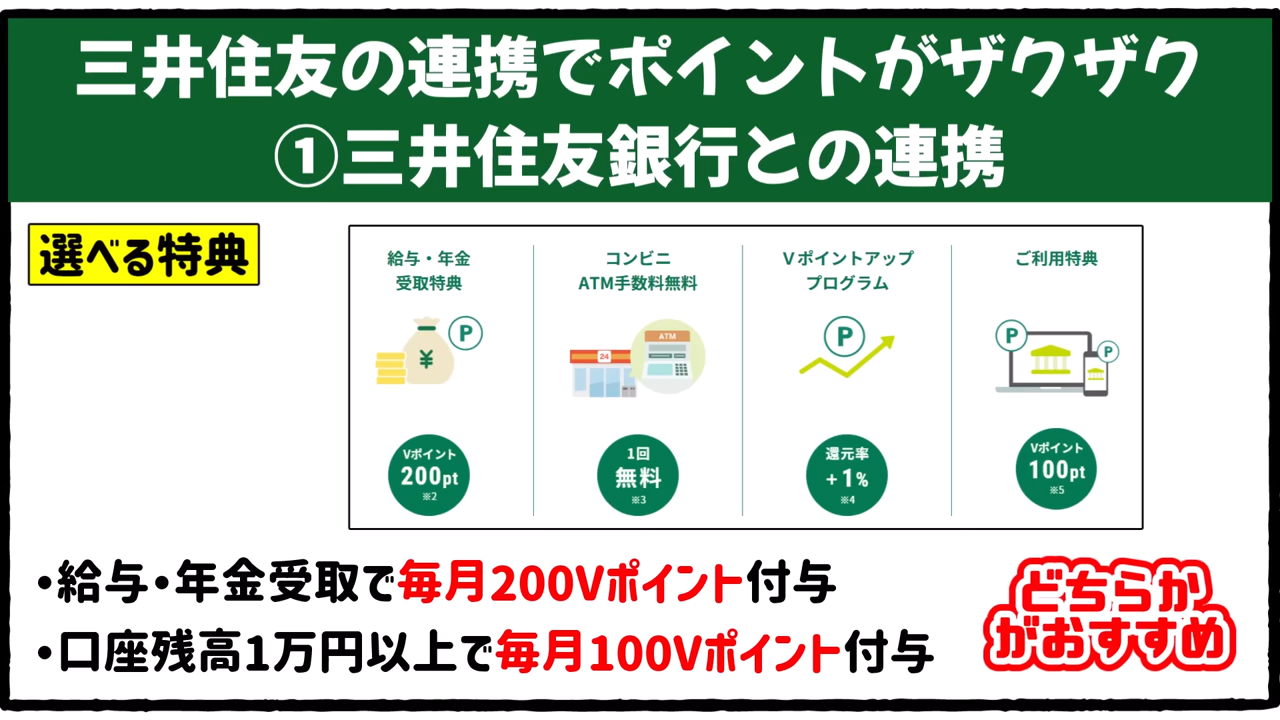 三井住友の連携でポイントがザクザク
①三井住友銀行との連携
選べる特典
給与・年金
受取特典
P
¥
Vポイント
200pt
※2
コンビニ
ATM手数料無料
24
ATM
1回
無料
※3
Vポイントアップ
プログラム
P
還元率
+1%
※4
ご利用特典
P
P
Vポイント
100pt
※5
・給与・年金受取で毎月200Vポイント付与
・口座残高1万円以上で毎月100Vポイント付与
どちらか
がおすすめ